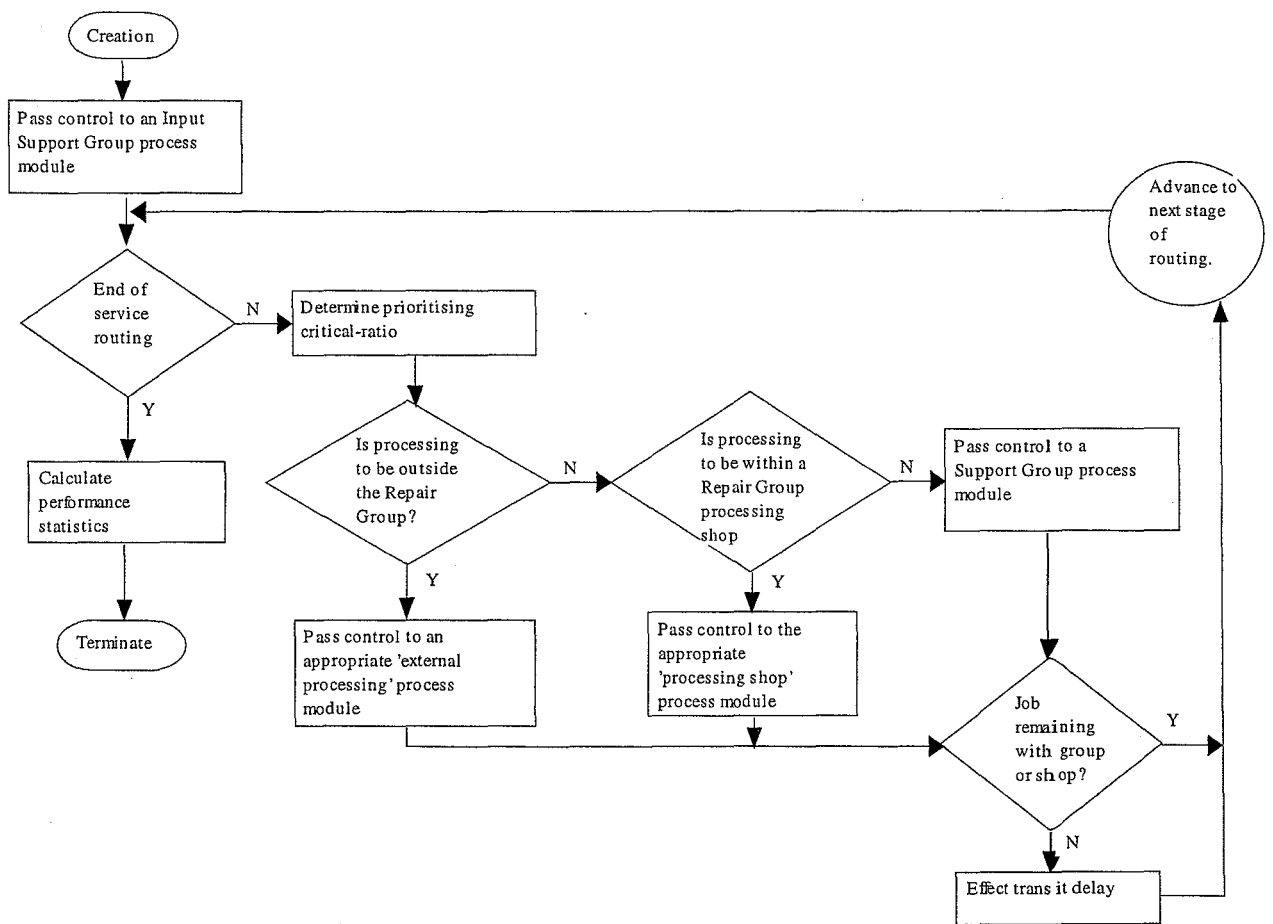 Creation
Pass control to an Input
Support Group process
module
Advance to
next stage
of
routing.
End of
service
routing
N
Y
Determine prioritising
critical-ratio
Calculate
performance
statistics
Terminate
Is processing
to be outside
the Repair
Group?
N
Y
Is processing
to be within a
Repair Group
processing
shop
N
Y
Pass control to a
Support Group process
module
Pass control to an
appropriate 'external
processing' process
module
Pass control to the
appropriate
'processing shop'
process module
Job
remaining
with group
or shop?
Y
N
Effect trans it delay